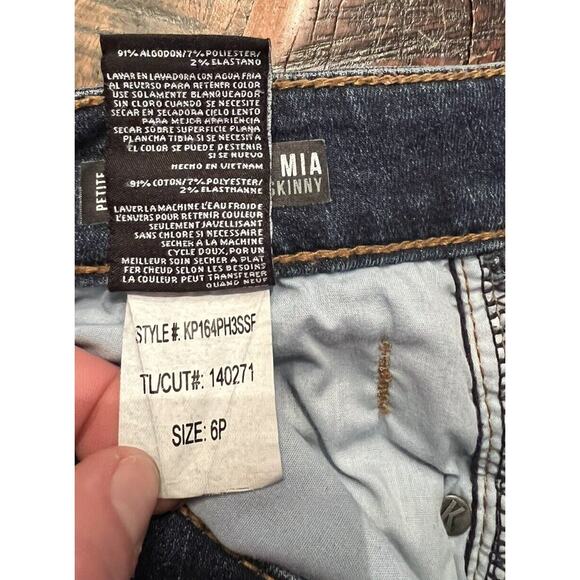 91% ALGODON/7% POLIESTER/
2% ELASTANO
LAVAR EN LAVADORA CON AGUA FRIA
AL REVERSO PARA RETENER COLOR
USE SOLAMENTE BLANQUEADOR
SIN CLORO CUANDO SE NECESITE
SECAR EN SECADORA CIELO LENTO
PARA MEJOR APARIENCIA
SECAR SOBRE SUPERFICIE PLANA
PLANCHA TIBIA SI SE NECESITE
EL COLOR SE PUEDE DESTENIR
SI SE NUEVO
HECHO EN VIETNAM
91% COTON/7% POLYESTER/
2% ELASTHANNE
LAVER LA MACHINE L'EAU FROIDE
L'ENVERS POUR RETENIR COULEUR
SEULEMENT JAVELLISANT
SANS CHLORE SI NECESSAIRE
SECHER A LA MACHINE
CYCLE DOUX, POR UN
MEILLEUR SOIN SECHER A PLAT
FER CHEUD SELON LES BESOINS
LA COULEUR PEUT TRANSFERER
QUAND NEUF
PETITE
MIA
SKINNY
STYLE #: KP164PH3SSF
TL/CUT#: 140271
SIZE: 6P
K